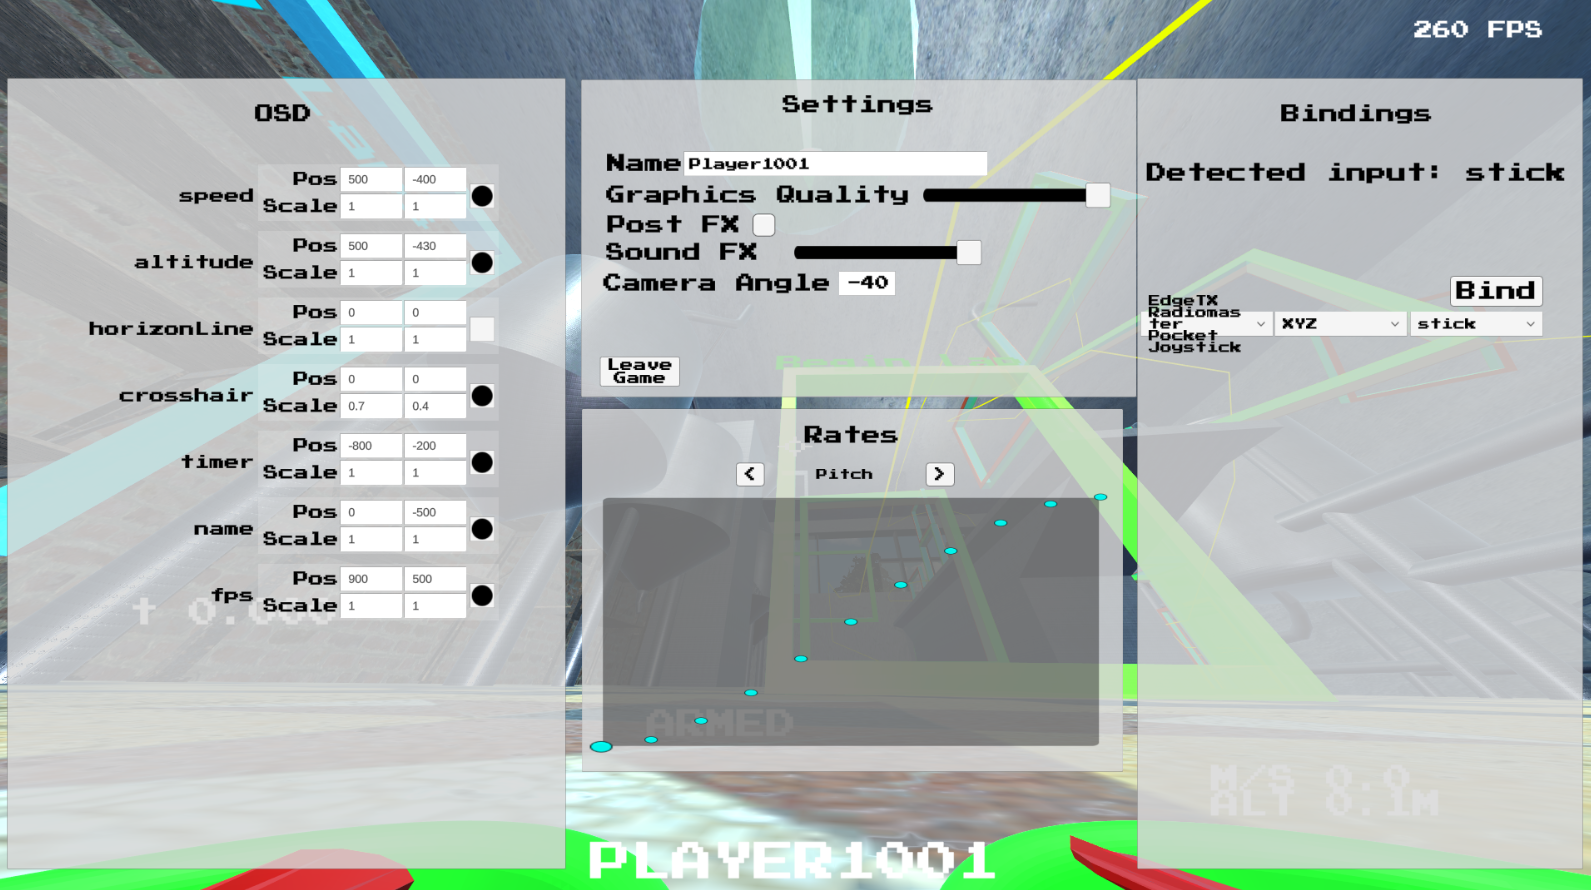 260 FPS
OSD
speed Pos 500 -400
Scale 1 1
altitude Pos 500 -430
Scale 1 1
horizonLine Pos 0 0
Scale 1 1
crosshair Pos 0 0
Scale 0.7 0.4
timer Pos -800 -200
Scale 1 1
name Pos 0 -500
Scale 1 1
fps Pos 900 500
Scale 1 1
Settings
Name Player1001
Graphics Quality
Post FX
Sound FX
Camera Angle -40
Leave
Game
Rates
< Pitch >
ARMED
Bindings
Detected input: stick
Bind
EdgeTX
Radiomas
ter
Pocket
Joystick
XYZ
stick
M/S 0.0
ALT 0.1M
PLAYER1001